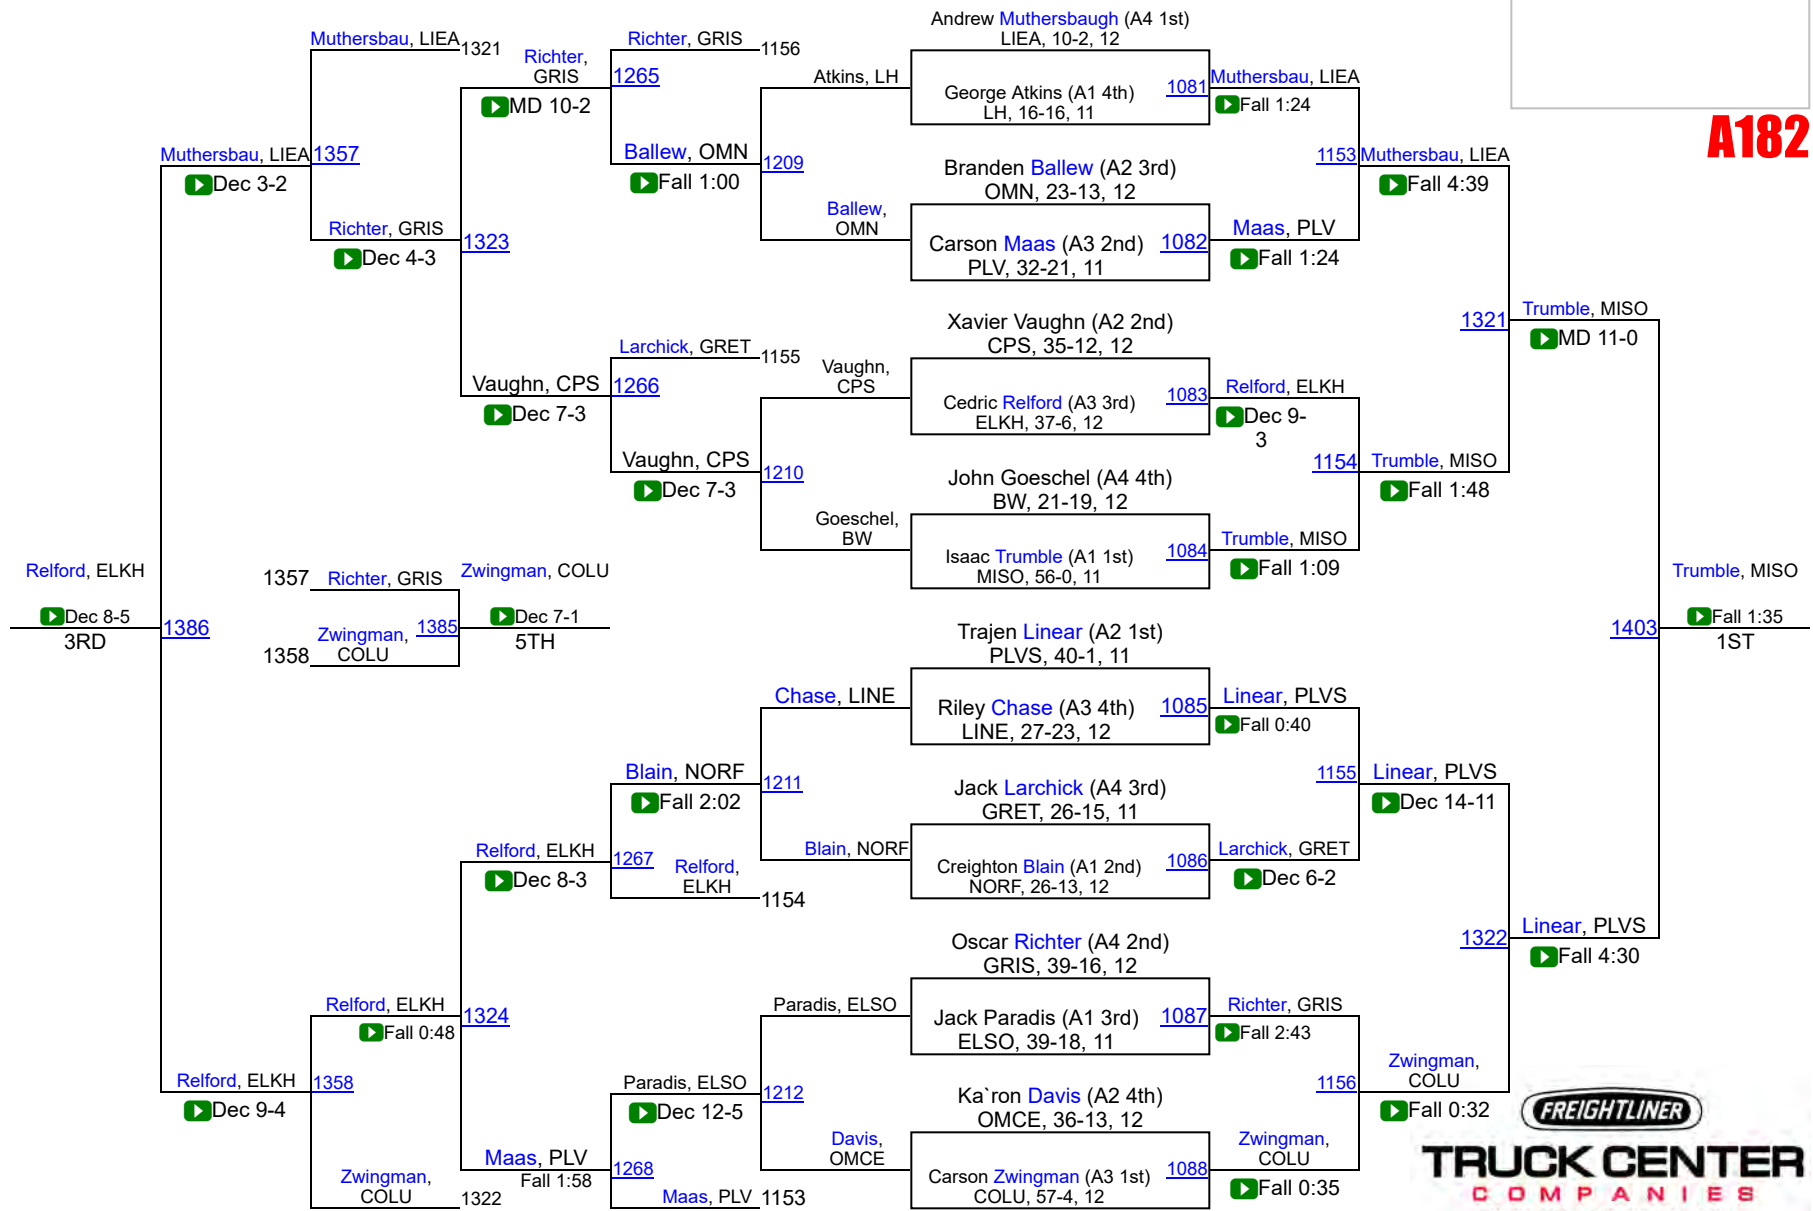 Andrew Muthersbaugh (A4 1st)
LIEA, 10-2, 12
Muthersbau, LIEA
1321
Richter,
GRIS
MD 10-2
Richter, GRIS
1156
1265
Atkins, LH
George Atkins (A1 4th)
LH, 16-16, 11
1081
Muthersbau, LIEA
Fall 1:24
A182
Muthersbau, LIEA
Dec 3-2
1357
Ballew, OMN
Fall 1:00
1209
Branden Ballew (A2 3rd)
OMN, 23-13, 12
1153
Muthersbau, LIEA
Fall 4:39
Richter, GRIS
Dec 4-3
1323
Ballew,
OMN
Carson Maas (A3 2nd)
PLV, 32-21, 11
1082
Maas, PLV
Fall 1:24
Xavier Vaughn (A2 2nd)
CPS, 35-12, 12
1321
Trumble, MISO
MD 11-0
Larchick, GRET
1155
Vaughn, CPS
Dec 7-3
1266
Vaughn,
CPS
Cedric Relford (A3 3rd)
ELKH, 37-6, 12
1083
Relford, ELKH
Dec 9-
3
Vaughn, CPS
Dec 7-3
1210
John Goeschel (A4 4th)
BW, 21-19, 12
1154
Trumble, MISO
Fall 1:48
Goeschel,
BW
Isaac Trumble (A1 1st)
MISO, 56-0, 11
1084
Trumble, MISO
Fall 1:09
Relford, ELKH
Dec 8-5
3RD
1386
1357
Richter, GRIS
Zwingman,
COLU
1358
1385
Zwingman, COLU
Dec 7-1
5TH
Trajen Linear (A2 1st)
PLVS, 40-1, 11
1403
Trumble, MISO
Fall 1:35
1ST
Chase, LINE
Riley Chase (A3 4th)
LINE, 27-23, 12
1085
Linear, PLVS
Fall 0:40
Blain, NORF
Fall 2:02
1211
Jack Larchick (A4 3rd)
GRET, 26-15, 11
1155
Linear, PLVS
Dec 14-11
Relford, ELKH
Dec 8-3
1267
Relford,
ELKH
1154
Blain, NORF
Creighton Blain (A1 2nd)
NORF, 26-13, 12
1086
Larchick, GRET
Dec 6-2
Oscar Richter (A4 2nd)
GRIS, 39-16, 12
1322
Linear, PLVS
Fall 4:30
Relford, ELKH
Fall 0:48
1324
Paradis, ELSO
Jack Paradis (A1 3rd)
ELSO, 39-18, 11
1087
Richter, GRIS
Fall 2:43
Relford, ELKH
Dec 9-4
1358
Paradis, ELSO
Dec 12-5
1212
Ka`ron Davis (A2 4th)
OMCE, 36-13, 12
1156
Zwingman,
COLU
Fall 0:32
Maas, PLV
Fall 1:58
1268
Davis,
OMCE
Carson Zwingman (A3 1st)
COLU, 57-4, 12
1088
Zwingman,
COLU
Fall 0:35
Zwingman,
COLU
1322
Maas, PLV
1153
FREIGHTLINER
TRUCK CENTER
COMPANIES